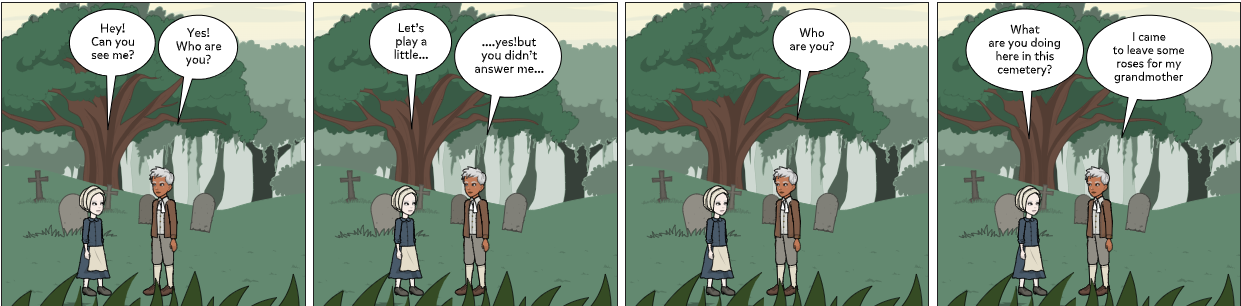 Hey!
Can you
see me?
Yes!
Who are
you?
Let's
play a
little...
....yes!but
you didn't
answer me...
Who
are you?
What
are you doing
here in this
cemetery?
I came
to leave some
roses for my
grandmother